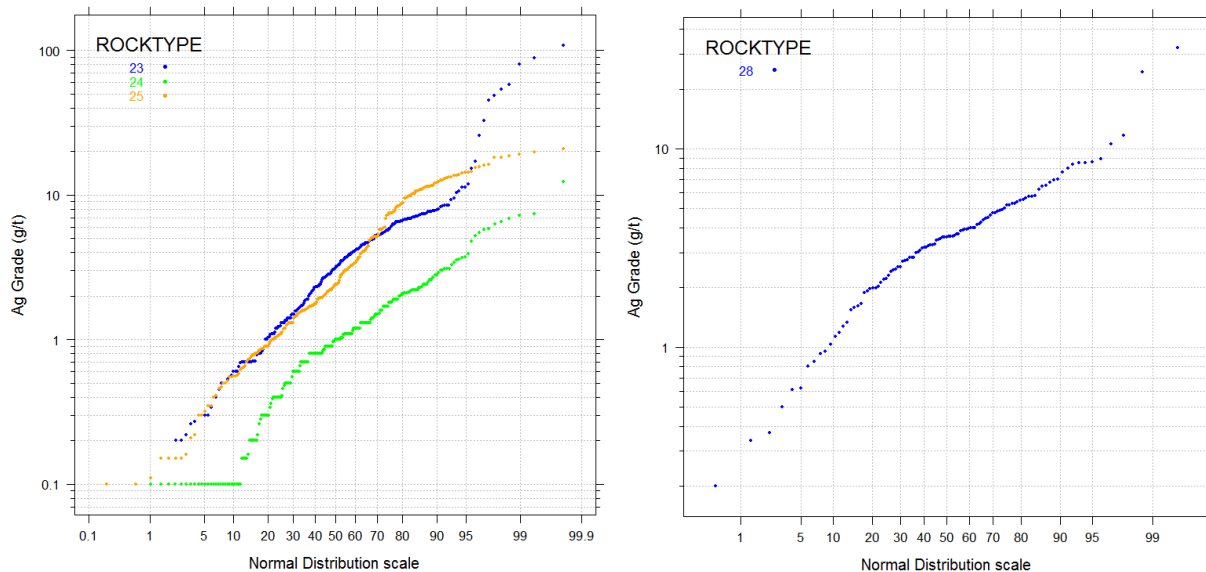 ROCKTYPE
23
24
25
Ag Grade (g/t)
100
10
1
0.1
0.1 1 5 10 20 30 40 50 60 70 80 90 95 99 99.9
Normal Distribution scale
ROCKTYPE
28
Ag Grade (g/t)
10
1
1 5 10 20 30 40 50 60 70 80 90 95 99
Normal Distribution scale